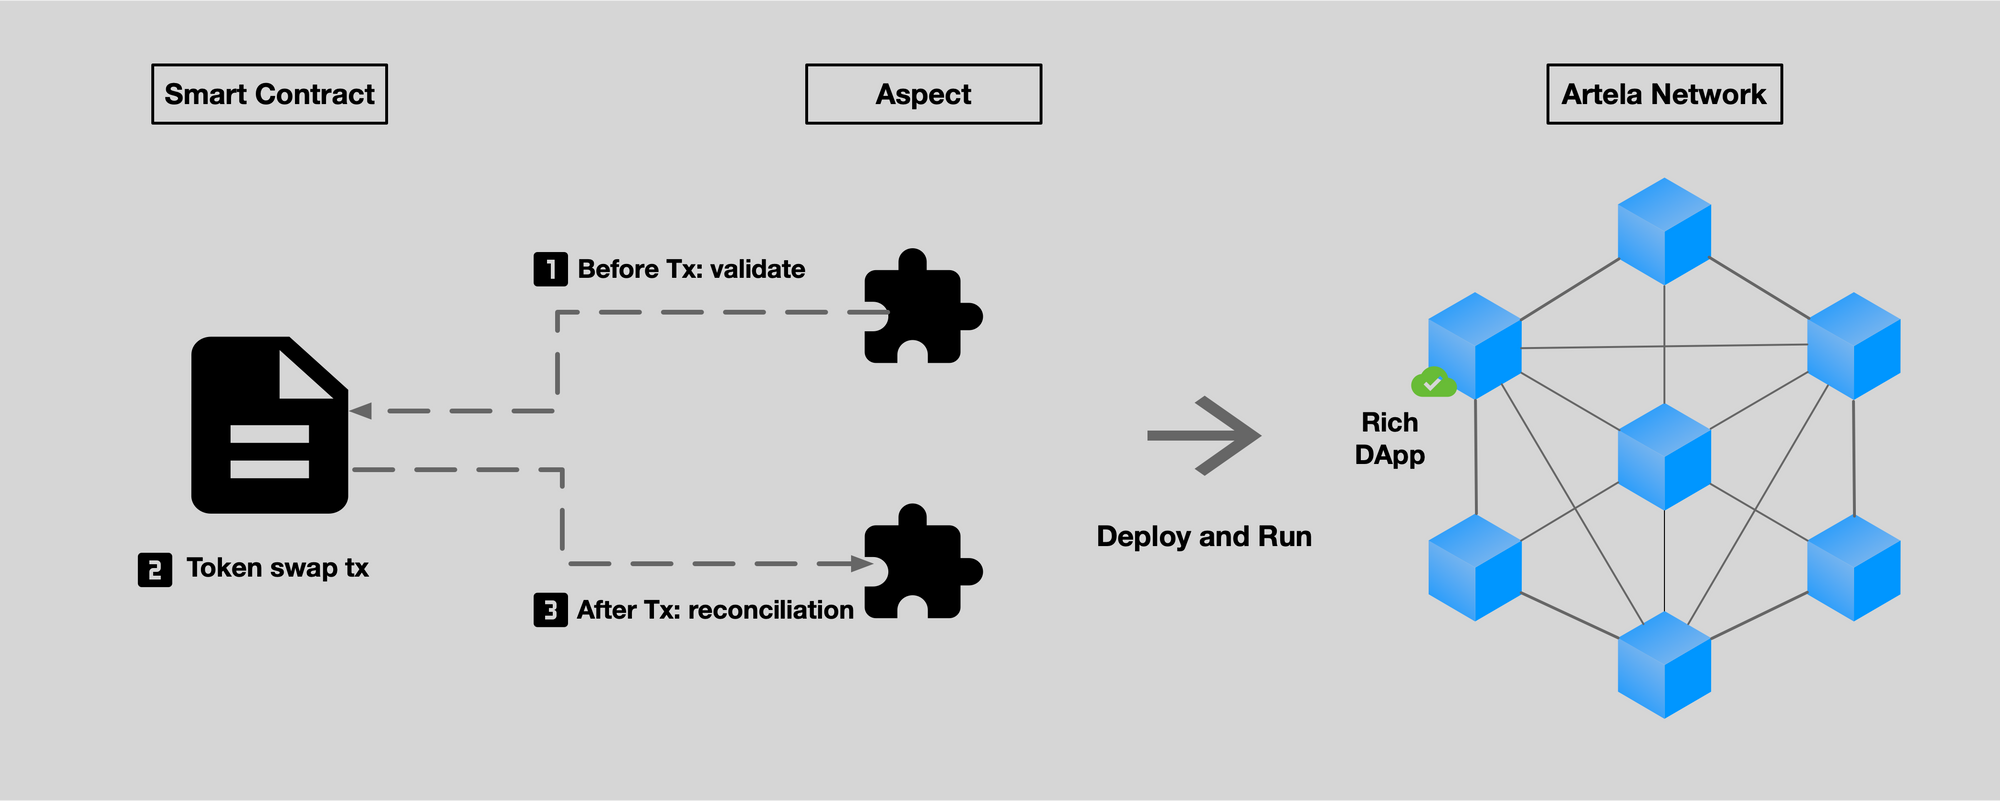 Smart Contract
Aspect
Artela Network
1 Before Tx: validate
Rich
DApp
Deploy and Run
2 Token swap tx
3 After Tx: reconciliation